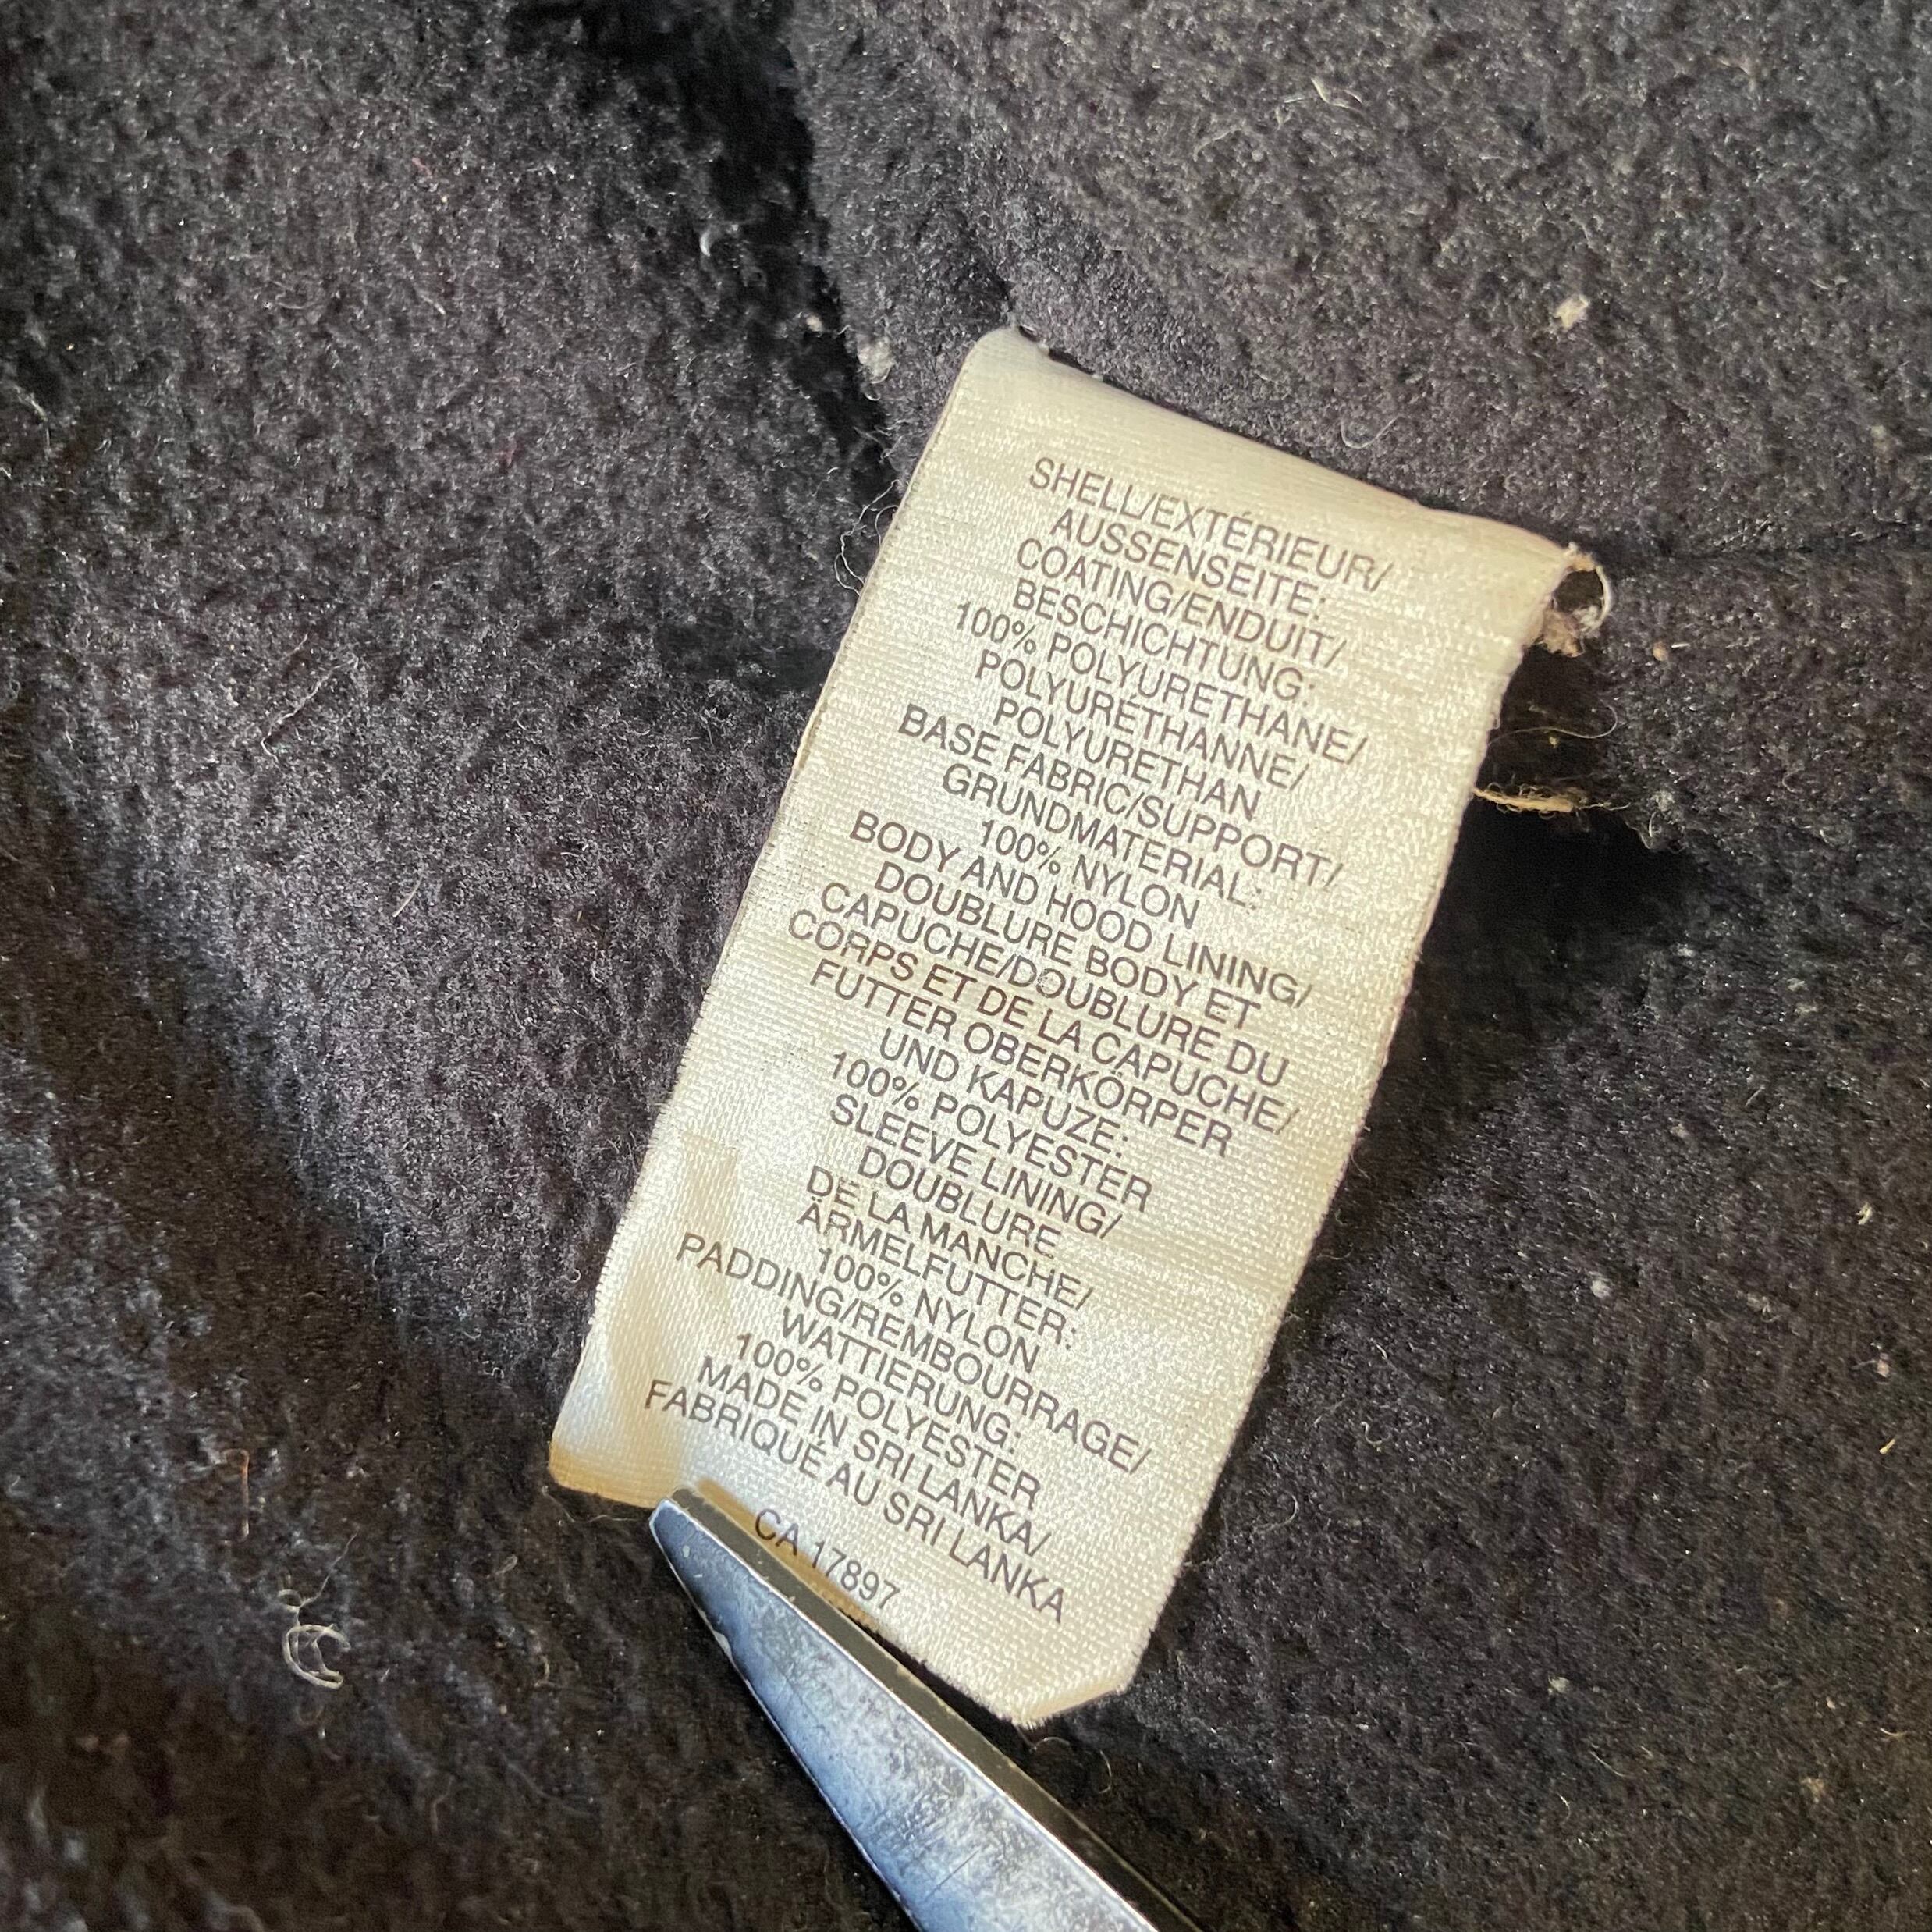 SHELL/EXTÉRIEUR/
AUSSENSEITE:
COATING/ENDUIT/
BESCHICHTUNG:
100% POLYURETHANE/
POLYURETHANNE/
POLYURETHAN
BASE FABRIC/SUPPORT/
GRUNDMATERIAL:
100% NYLON
BODY AND HOOD LINING/
DOUBLURE BODY ET
CAPUCHE/DOUBLURE DU
CORPS ET DE LA CAPUCHE/
FUTTER OBERKÖRPER
UND KAPUZE:
100% POLYESTER
SLEEVE LINING/
DOUBLURE
DE LA MANCHE/
ÄRMELFUTTER:
100% NYLON
PADDING/REMBOURRAGE/
WATTIERUNG:
100% POLYESTER
MADE IN SRI LANKA/
FABRIQUÉ AU SRI LANKA
CA 17897